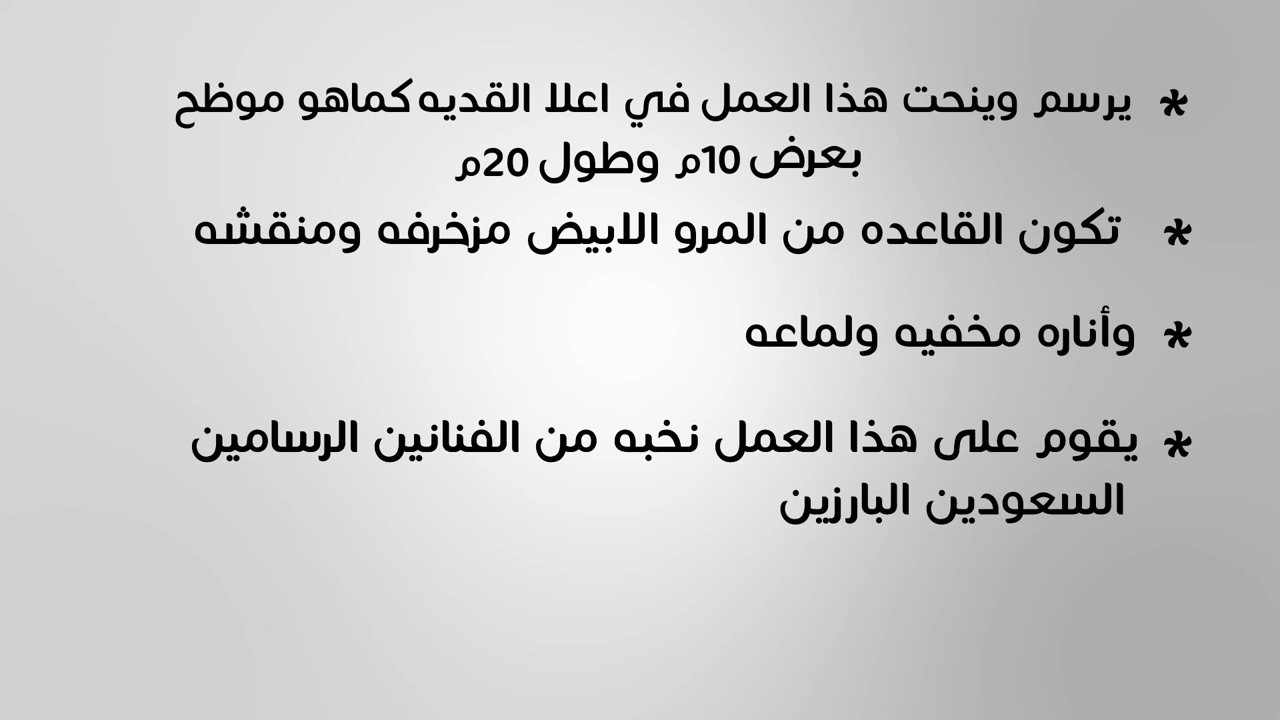 * يرسم وينحت هذا العمل في اعلا القديه كماهو موظح
بعرض 10م وطول 20م
* تكون القاعده من المرو الابيض مزخرفه ومنقشه
* وأناره مخفيه ولماعه
* يقوم على هذا العمل نخبه من الفنانين الرسامين
السعودين البارزين